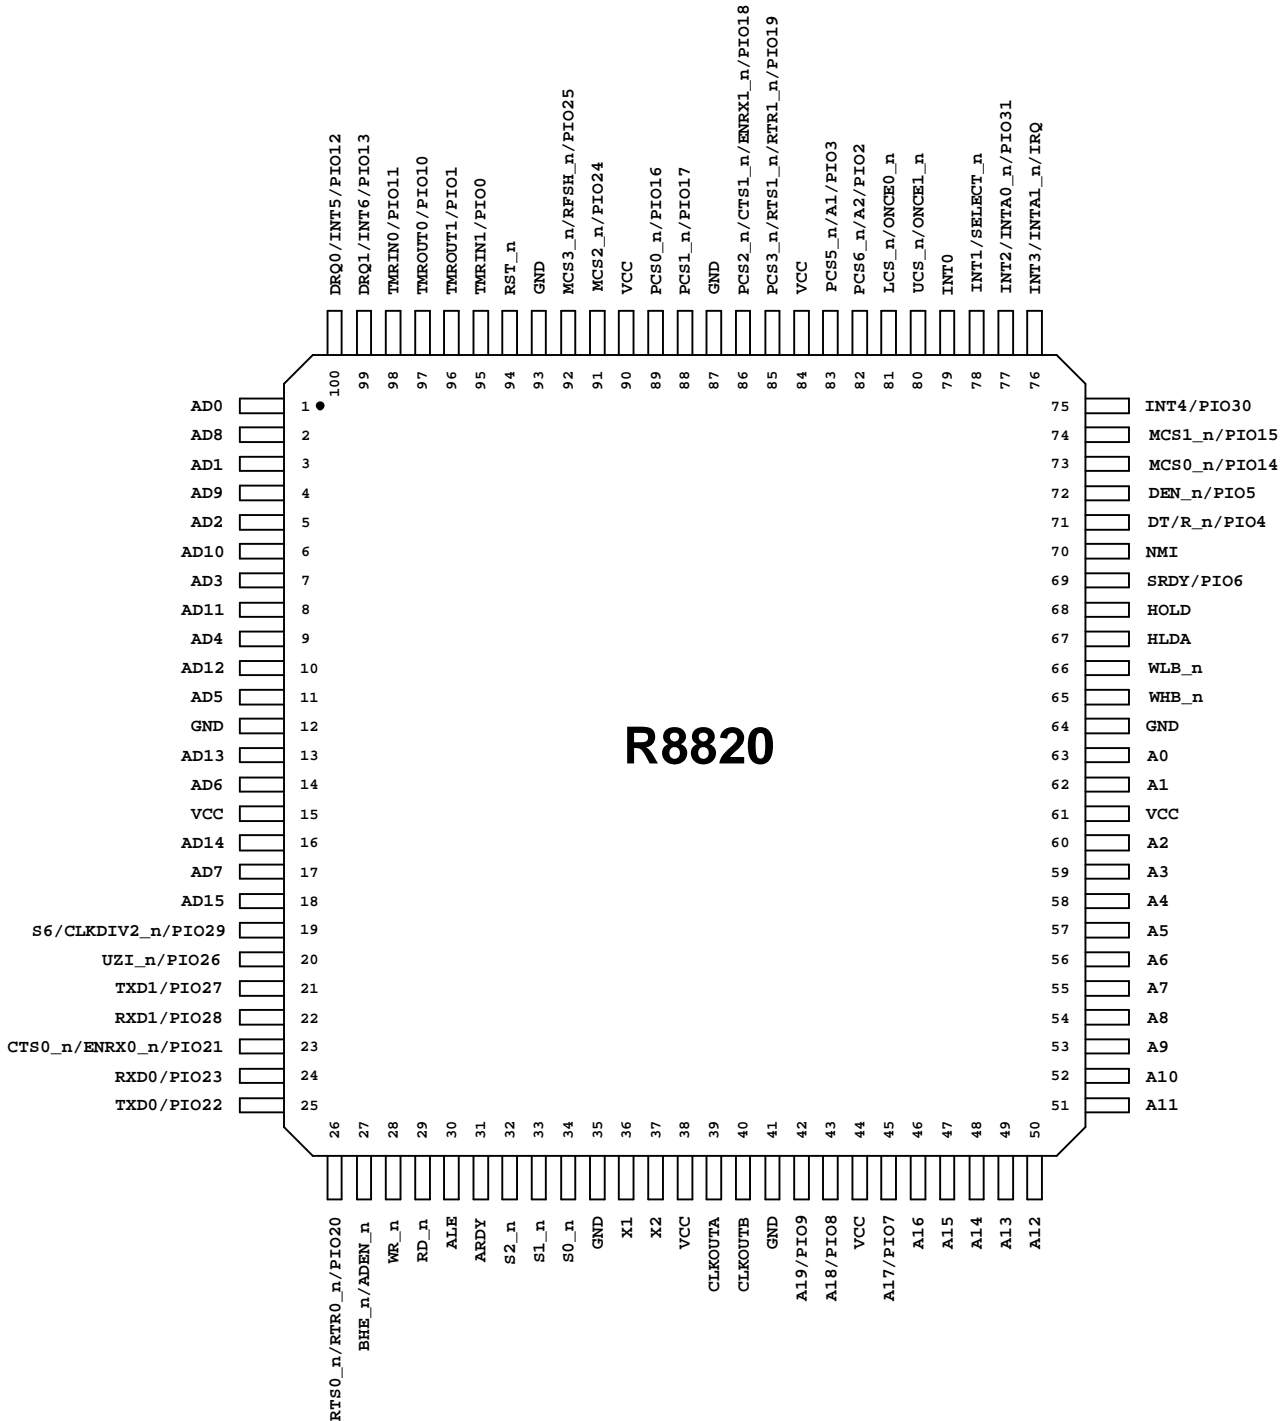 DRQ0/INT5/PIO12
DRQ1/INT6/PIO13
TMRIN0/PIO11
TMROUT0/PIO10
TMROUT1/PIO1
TMRIN1/PIO0
RST_n
GND
MCS3_n/RFSH_n/PIO25
MCS2_n/PIO24
VCC
PCS0_n/PIO16
PCS1_n/PIO17
GND
PCS2_n/CTS1_n/ENRX1_n/PIO18
PCS3_n/RTS1_n/RTR1_n/PIO19
VCC
PCS5_n/A1/PIO3
PCS6_n/A2/PIO2
LCS_n/ONCE0_n
UCS_n/ONCE1_n
INT0
INT1/SELECT_n
INT2/INTA0_n/PIO31
INT3/INTA1_n/IRQ
100
99
98
97
96
95
94
93
92
91
90
89
88
87
86
85
84
83
82
81
80
79
78
77
76
AD0 1
AD8 2
AD1 3
AD9 4
AD2 5
AD10 6
AD3 7
AD11 8
AD4 9
AD12 10
AD5 11
GND 12
AD13 13
AD6 14
VCC 15
AD14 16
AD7 17
AD15 18
S6/CLKDIV2_n/PIO29 19
UZI_n/PIO26 20
TXD1/PIO27 21
RXD1/PIO28 22
CTS0_n/ENRX0_n/PIO21 23
RXD0/PIO23 24
TXD0/PIO22 25
R8820
75 INT4/PIO30
74 MCS1_n/PIO15
73 MCS0_n/PIO14
72 DEN_n/PIO5
71 DT/R_n/PIO4
70 NMI
69 SRDY/PIO6
68 HOLD
67 HLDA
66 WLB_n
65 WHB_n
64 GND
63 A0
62 A1
61 VCC
60 A2
59 A3
58 A4
57 A5
56 A6
55 A7
54 A8
53 A9
52 A10
51 A11
26
27
28
29
30
31
32
33
34
35
36
37
38
39
40
41
42
43
44
45
46
47
48
49
50
RTS0_n/RTR0_n/PIO20
BHE_n/ADEN_n
WR_n
RD_n
ALE
ARDY
S2_n
S1_n
S0_n
GND
X1
X2
VCC
CLKOUTA
CLKOUTB
GND
A19/PIO9
A18/PIO8
VCC
A17/PIO7
A16
A15
A14
A13
A12